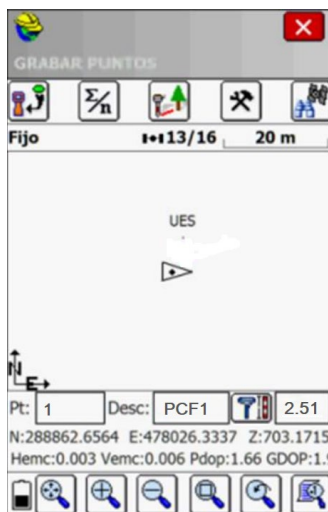 GRABAR PUNTOS
Σ/n
Fijo 13/16 20 m
UES
N
E
Pt: 1 Desc: PCF1 2.51
N:288862.6564 E:478026.3337 Z:703.1715
Hemc:0.003 Vemc:0.006 Pdop:1.66 GDOP:1.9